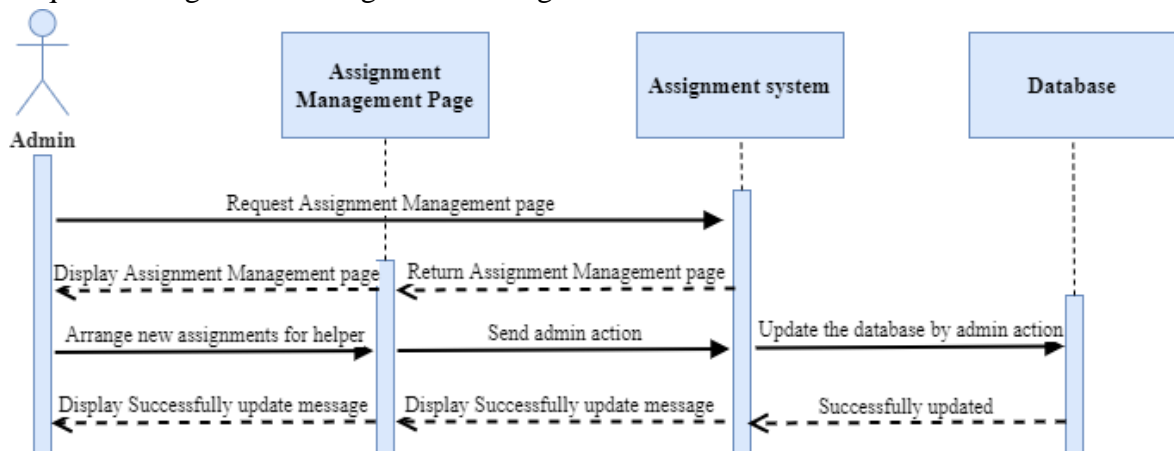 Admin
Assignment
Management Page
Assignment system
Database
Request Assignment Management page
Display Assignment Management page
Return Assignment Management page
Arrange new assignments for helper
Send admin action
Update the database by admin action
Display Successfully update message
Display Successfully update message
Successfully updated